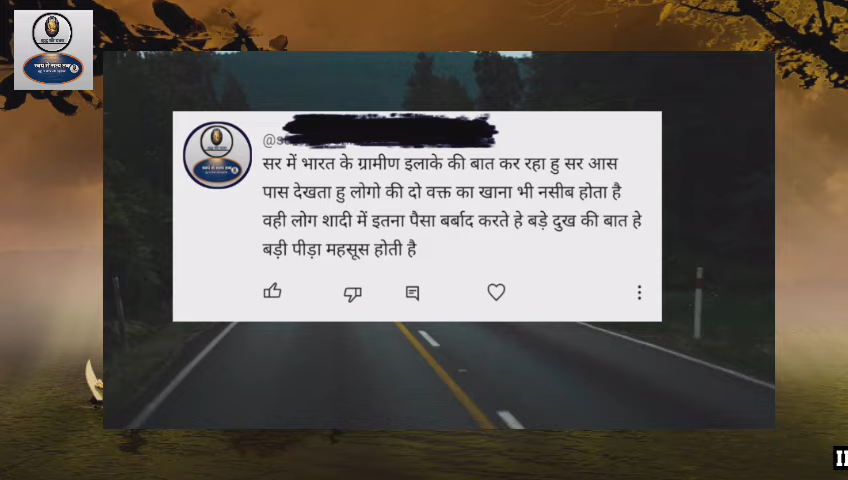 सर में भारत के ग्रामीण इलाके की बात कर रहा हु सर आस
पास देखता हु लोगो की दो वक्त का खाना भी नसीब होता है
वही लोग शादी में इतना पैसा बर्बाद करते हे बड़े दुख की बात हे
बड़ी पीड़ा महसूस होती है